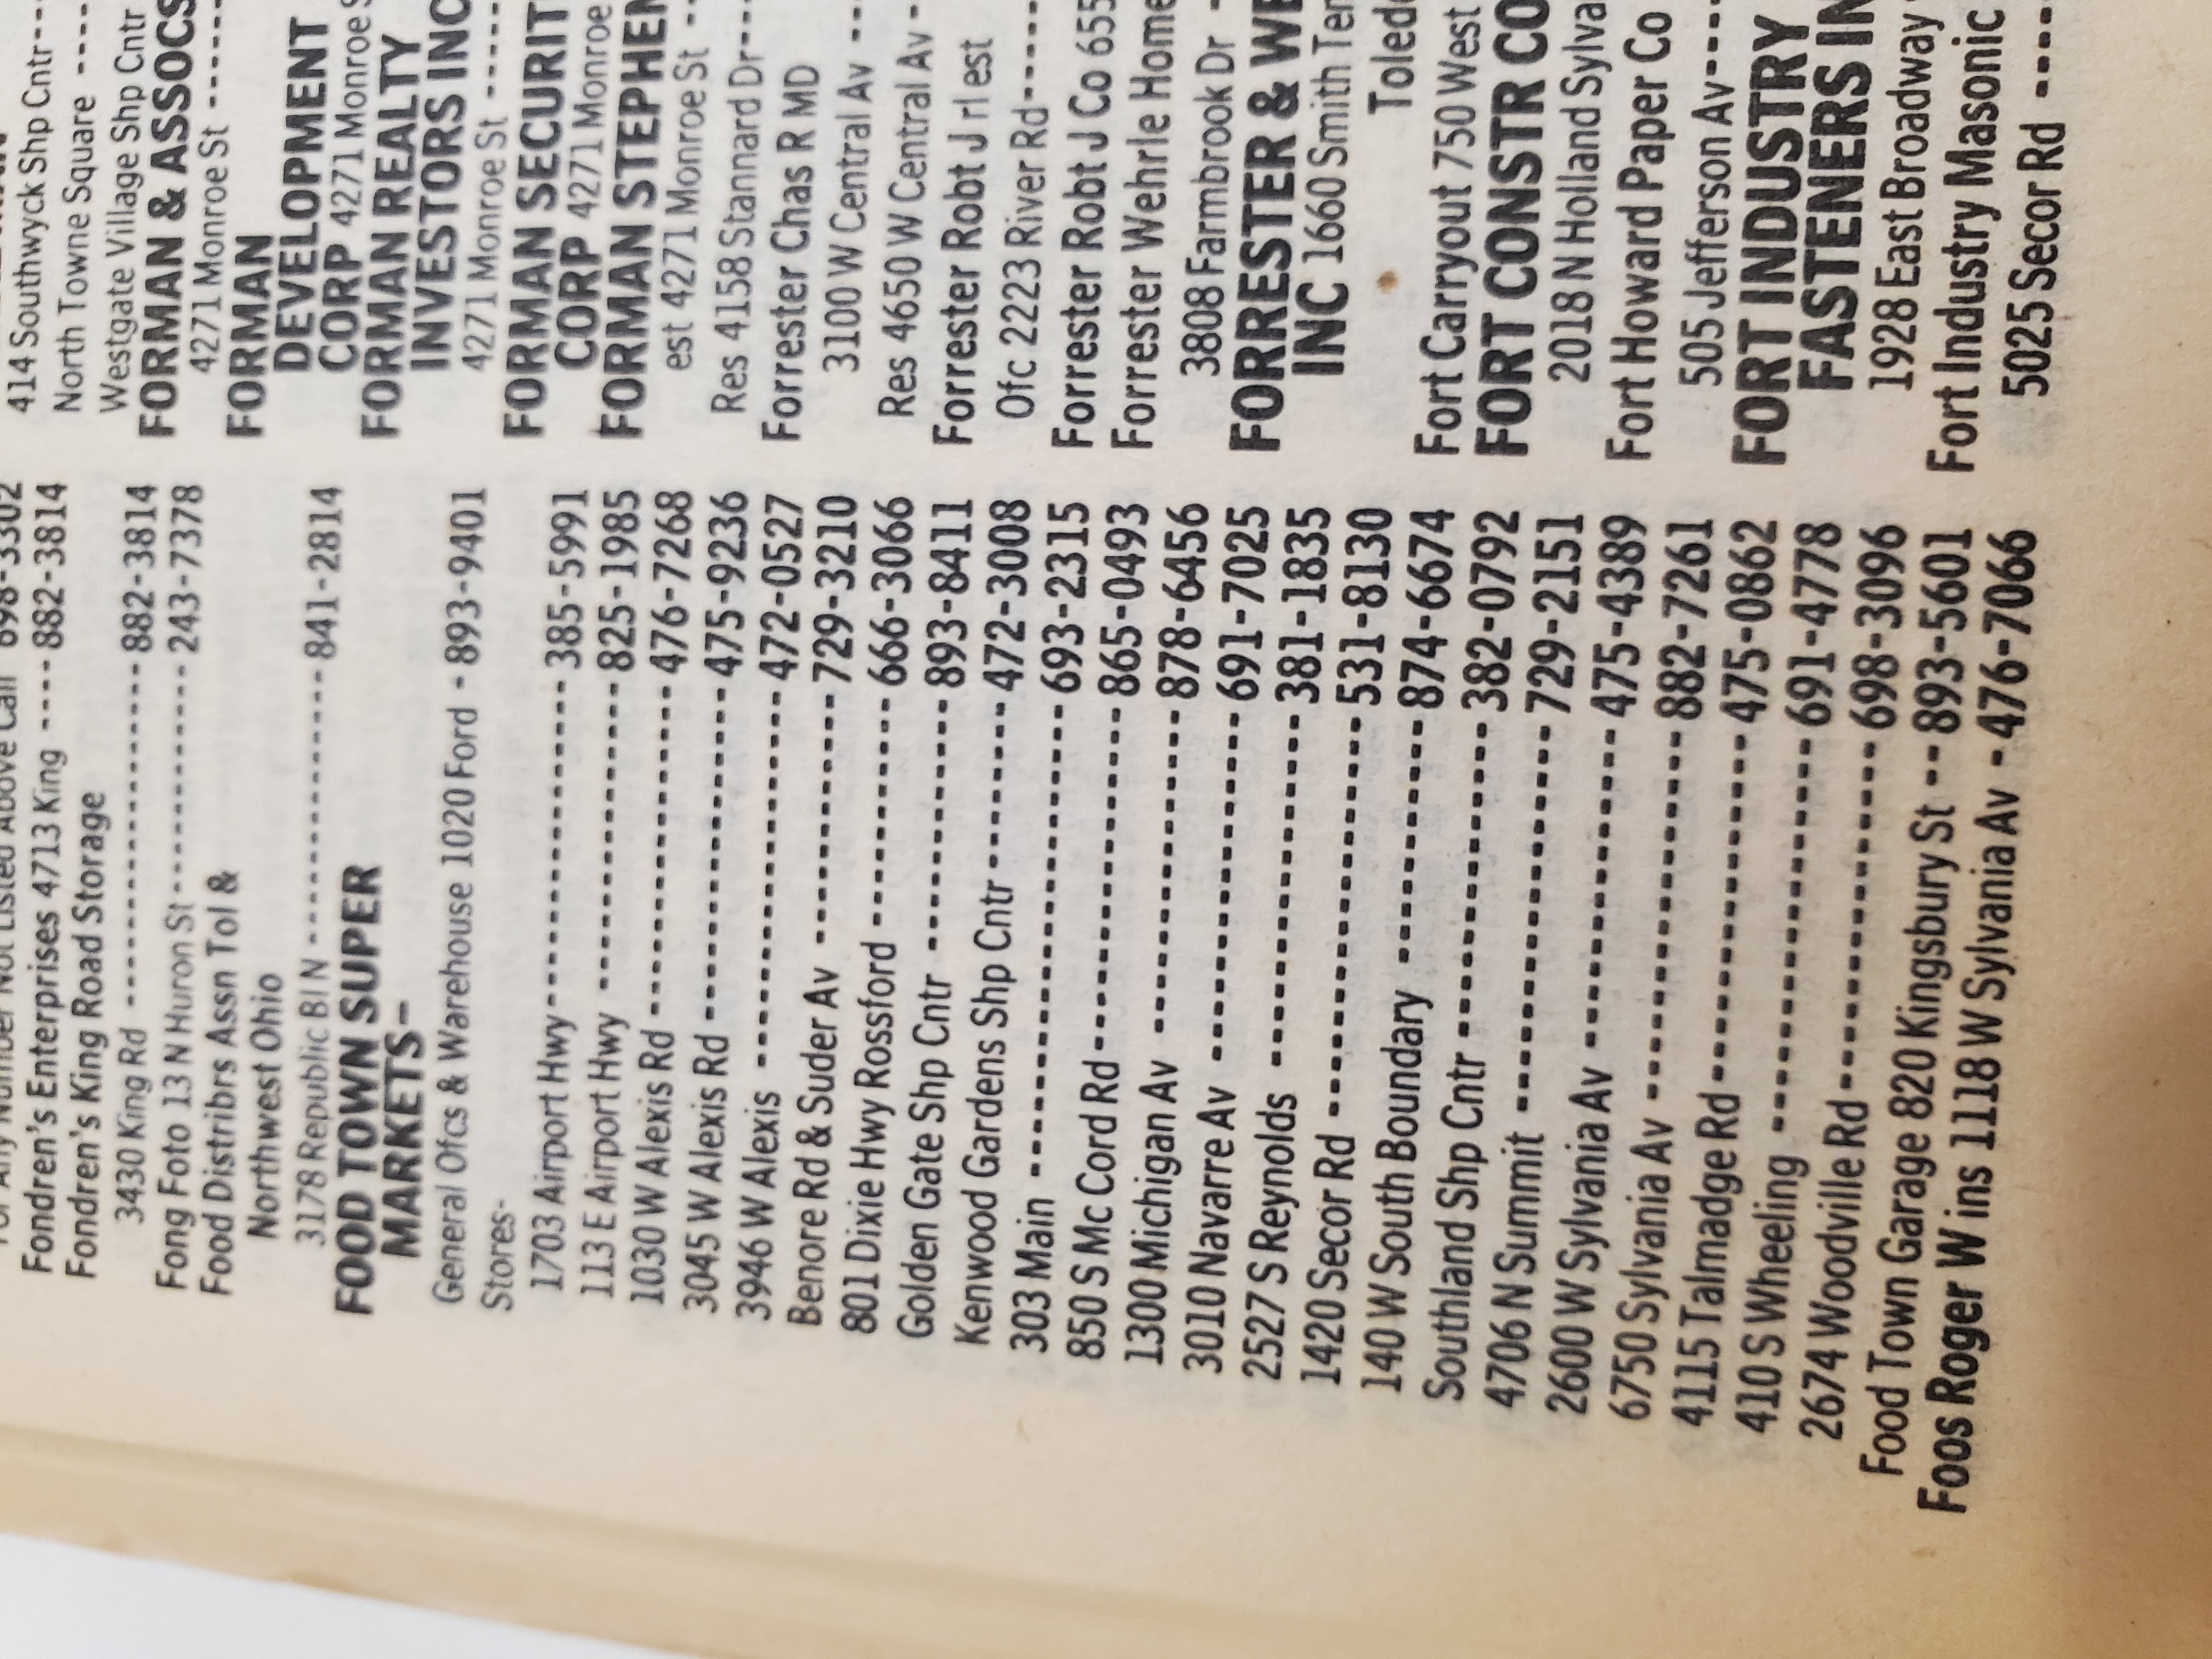 Not Listed Above Call 698-3302
Fondren's Enterprises 4713 King ----882-3814
Fondren's King Road Storage
3430 King Rd ----------------882-3814
Fong Foto 13 N Huron St------------243-7378
Food Distribrs Assn Tol &
Northwest Ohio
3178 Republic Bl N ---------------841-2814
FOOD TOWN SUPER
MARKETS–
General Ofcs & Warehouse 1020 Ford -893-9401
Stores-
1703 Airport Hwy----------------385-5991
113 E Airport Hwy ---------------825-1985
1030 W Alexis Rd ----------------476-7268
3045 W Alexis Rd ----------------475-9236
3946 W Alexis ------------------472-0527
Benore Rd & Suder Av ------------729-3210
801 Dixie Hwy Rossford -----------666-3066
Golden Gate Shp Cntr ------------893-8411
Kenwood Gardens Shp Cntr --------472-3008
303 Main ----------------------693-2315
850 S Mc Cord Rd----------------865-0493
1300 Michigan Av ---------------878-6456
3010 Navarre Av ----------------691-7025
2527 S Reynolds ----------------381-1835
1420 Secor Rd ------------------531-8130
140 W South Boundary -----------874-6674
Southland Shp Cntr --------------382-0792
4706 N Summit -----------------729-2151
2600 W Sylvania Av --------------475-4389
6750 Sylvania Av ----------------882-7261
4115 Talmadge Rd----------------475-0862
410 S Wheeling -----------------691-4778
2674 Woodville Rd---------------698-3096
Food Town Garage 820 Kingsbury St --893-5601
Foos Roger W ins 1118 W Sylvania Av -476-7066
414 Southwyck Shp Cntr--
North Towne Square ----
Westgate Village Shp Cntr
FORMAN & ASSOCS
4271 Monroe St ------
FORMAN
DEVELOPMENT
CORP 4271 Monroe S
FORMAN REALTY
INVESTORS INC
4271 Monroe St -----
FORMAN SECURIT
CORP 4271 Monroe
FORMAN STEPHEN
est 4271 Monroe St --
Res 4158 Stannard Dr---
Forrester Chas R MD
3100 W Central Av ---
Res 4650 W Central Av -
Forrester Robt J rl est
Ofc 2223 River Rd-----
Forrester Robt J Co 655
Forrester Wehrle Home
3808 Farmbrook Dr -
FORRESTER & WE
INC 1660 Smith Ter
Toled
Fort Carryout 750 West
FORT CONSTR CO
2018 N Holland Sylva
Fort Howard Paper Co
505 Jefferson Av----
FORT INDUSTRY
FASTENERS IN
1928 East Broadway
Fort Industry Masonic
5025 Secor Rd ----